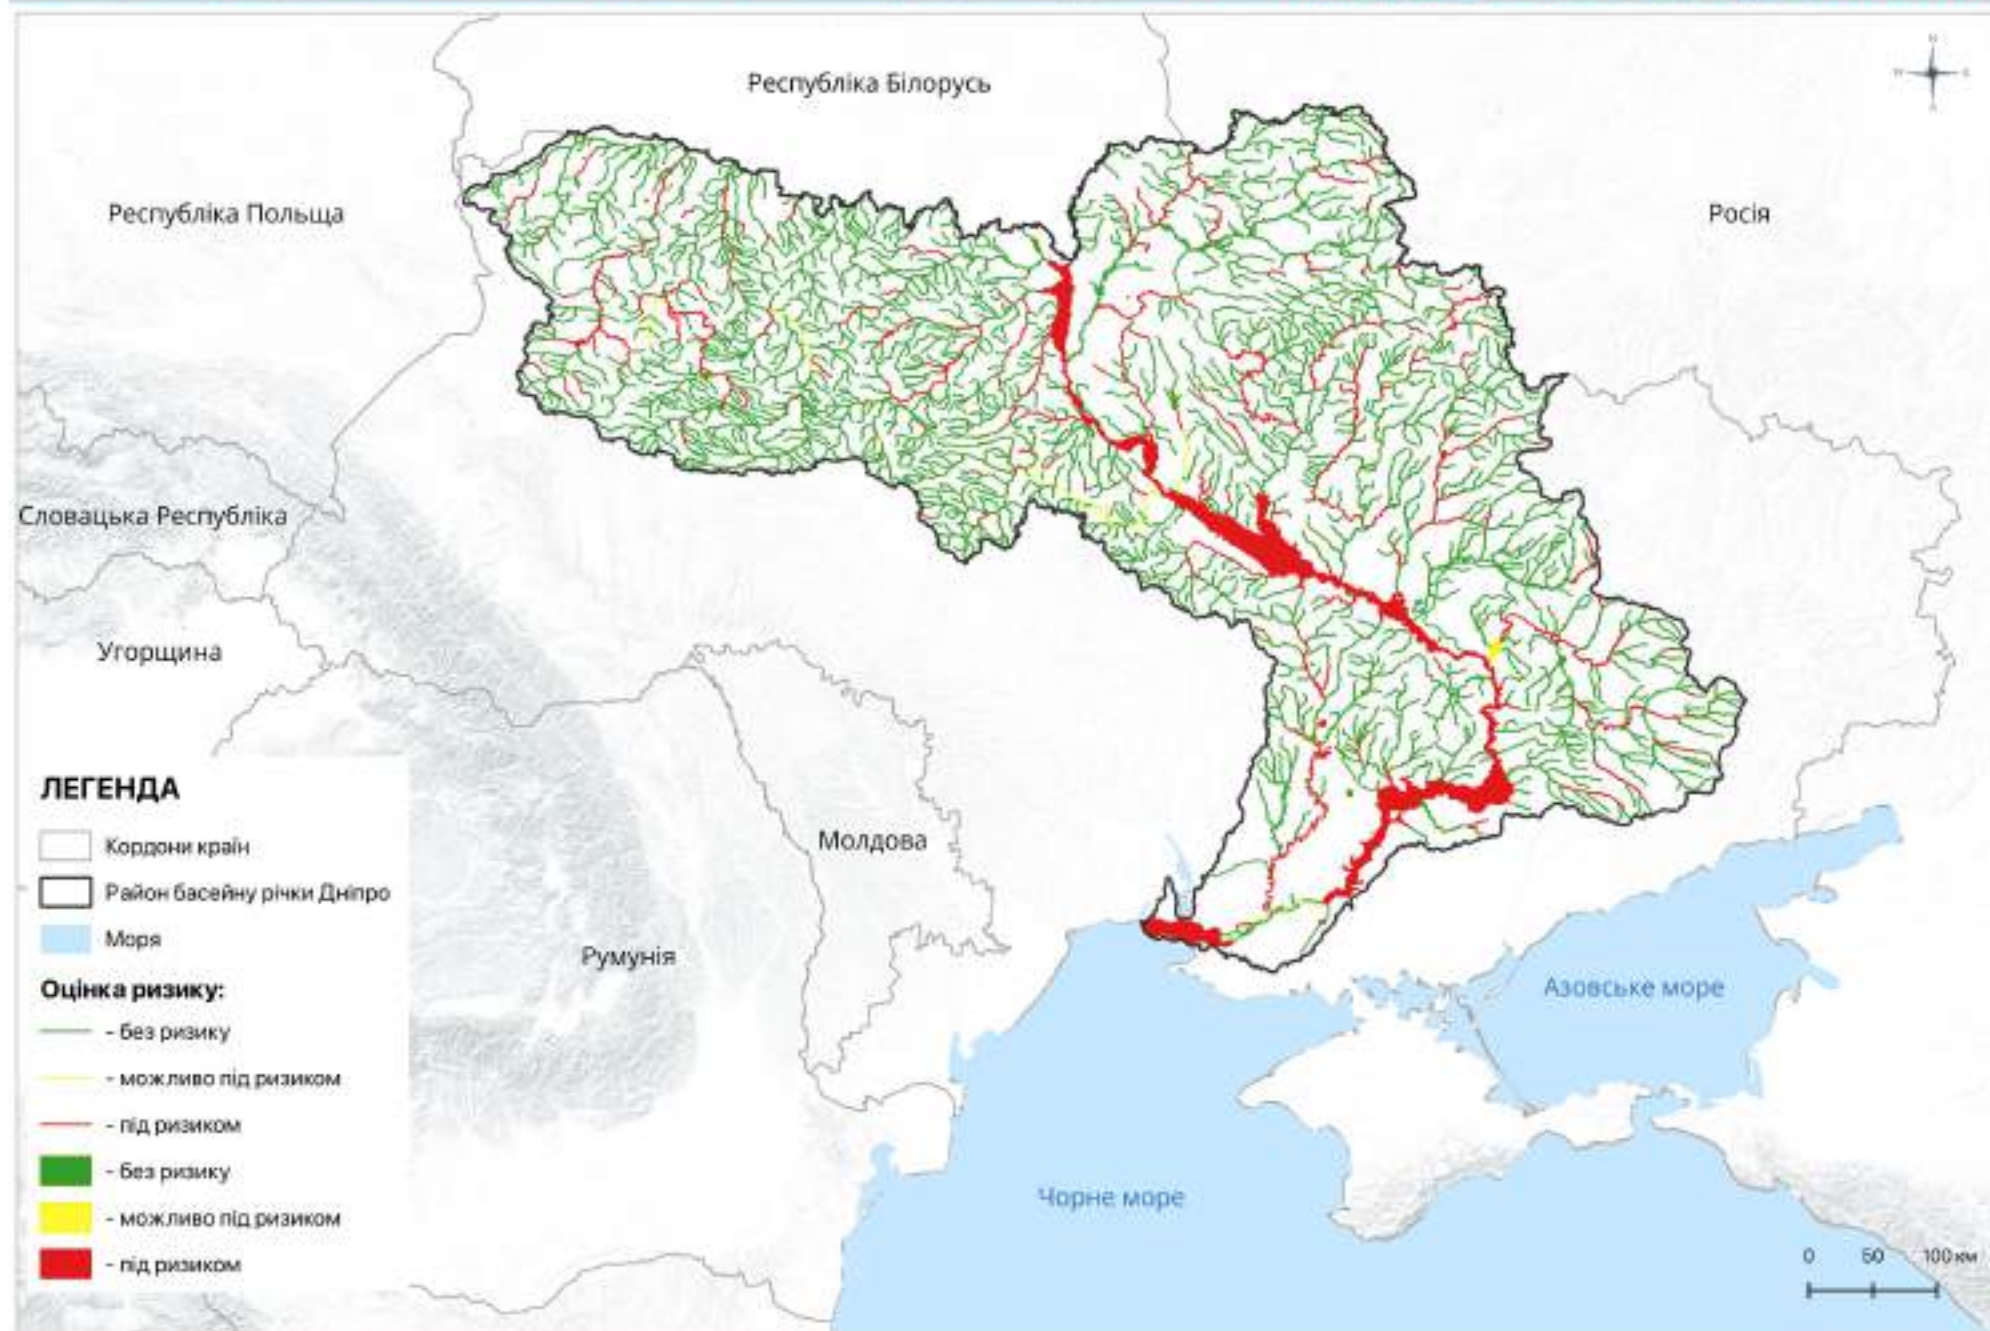 Республіка Білорусь
Республіка Польща
Росія
Словацька Республіка
Угорщина
Молдова
Румунія
Азовське море
Чорне море
ЛЕГЕНДА
Кордони країн
Район басейну річки Дніпро
Моря
Оцінка ризику:
- без ризику
- можливо під ризиком
- під ризиком
- без ризику
- можливо під ризиком
- під ризиком
0 50 100 км